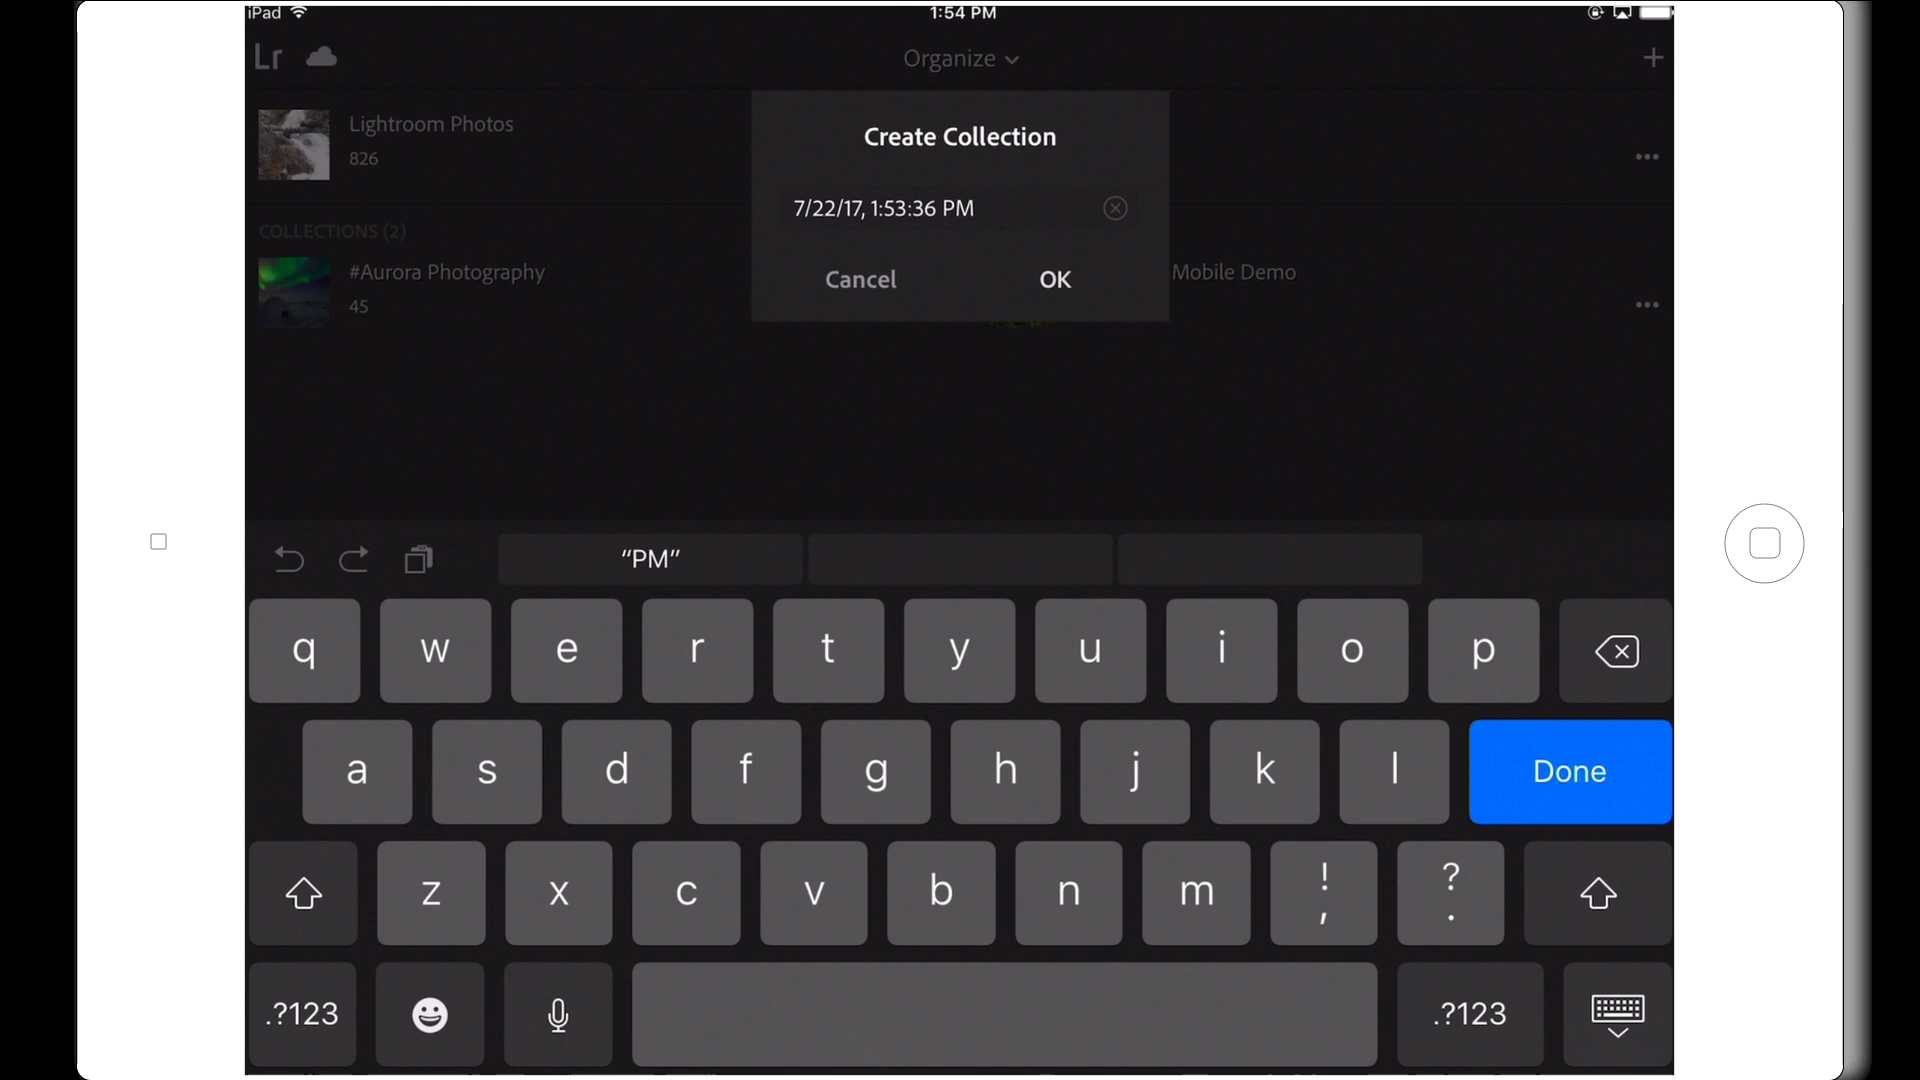 iPad
1:54 PM
Lr
Organize
Lightroom Photos
826
Create Collection
7/22/17, 1:53:36 PM
Cancel OK
COLLECTIONS (2)
#Aurora Photography
45
Mobile Demo
“PM”
q w e r t y u i o p
a s d f g h j k l Done
z x c v b n m ! , ? .
.?123 .?123